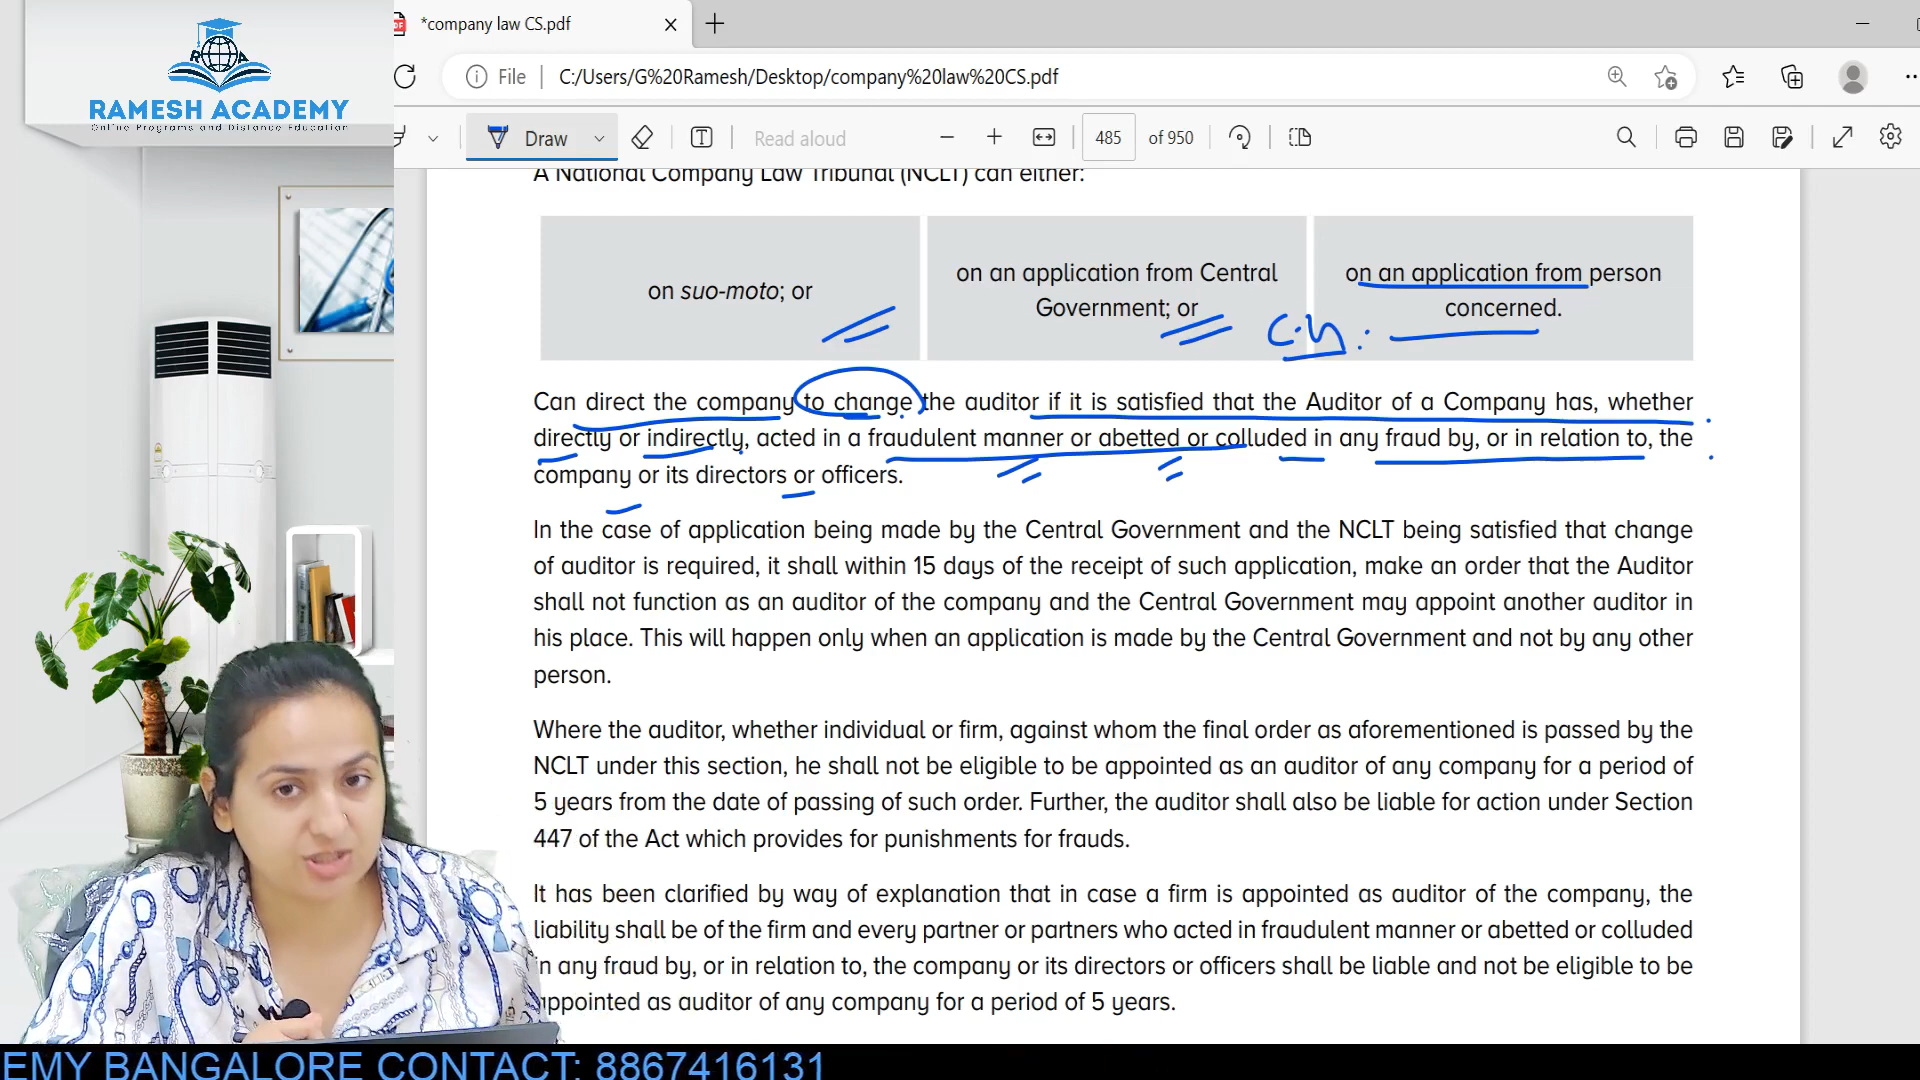 *company law CS.pdf
RA
RAMESH ACADEMY
Online Programs and Distance Education
File
C:/Users/G%20Ramesh/Desktop/company%20law%20CS.pdf
Draw
Read aloud
485
of 950
A National Company Law Tribunal (NCLT) can either:
on suo-moto; or
on an application from Central
Government; or
on an application from person
concerned.
Can direct the company to change the auditor if it is satisfied that the Auditor of a Company has, whether
directly or indirectly, acted in a fraudulent manner or abetted or colluded in any fraud by, or in relation to, the
company or its directors or officers.
In the case of application being made by the Central Government and the NCLT being satisfied that change
of auditor is required, it shall within 15 days of the receipt of such application, make an order that the Auditor
shall not function as an auditor of the company and the Central Government may appoint another auditor in
his place. This will happen only when an application is made by the Central Government and not by any other
person.
Where the auditor, whether individual or firm, against whom the final order as aforementioned is passed by the
NCLT under this section, he shall not be eligible to be appointed as an auditor of any company for a period of
5 years from the date of passing of such order. Further, the auditor shall also be liable for action under Section
447 of the Act which provides for punishments for frauds.
It has been clarified by way of explanation that in case a firm is appointed as auditor of the company, the
liability shall be of the firm and every partner or partners who acted in fraudulent manner or abetted or colluded
in any fraud by, or in relation to, the company or its directors or officers shall be liable and not be eligible to be
appointed as auditor of any company for a period of 5 years.
EMY BANGALORE CONTACT: 8867416131